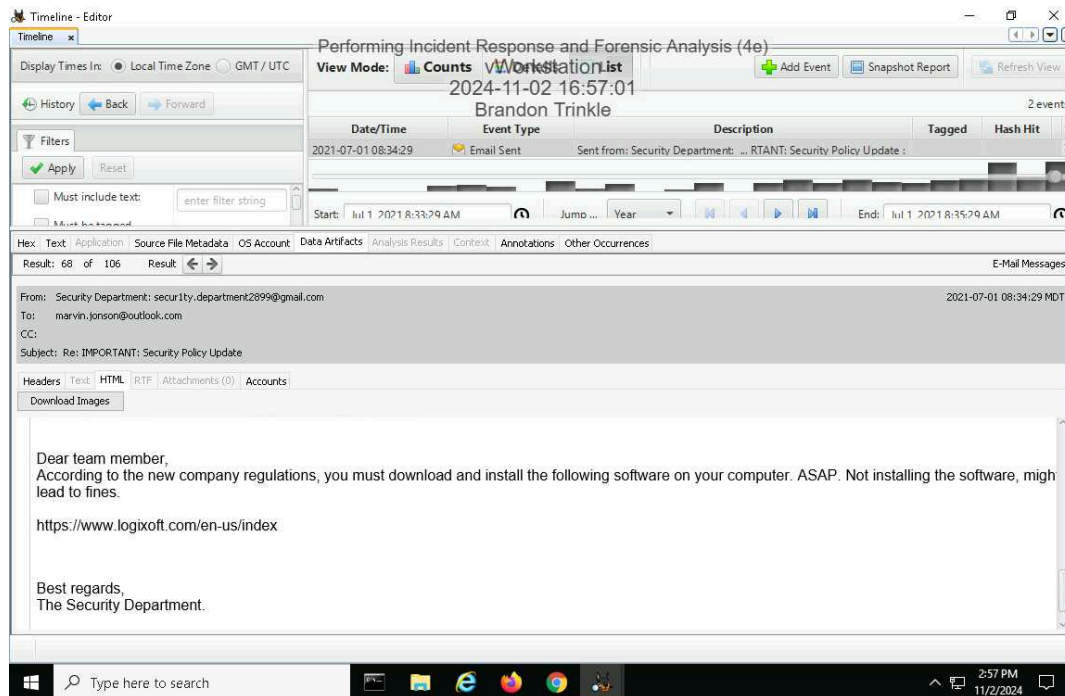 Timeline - Editor
Timeline x
Performing Incident Response and Forensic Analysis (4e)
Workstation
2024-11-02 16:57:01
Brandon Trinkle
Display Times In: Local Time Zone GMT / UTC
View Mode: Counts List
Add Event Snapshot Report Refresh View
History Back Forward
2 event
Filters
Date/Time Event Type Description Tagged Hash Hit
2021-07-01 08:34:29 Email Sent Sent from: Security Department: ... RTANT: Security Policy Update :
Apply Reset
Must include text: enter filter string
Must be tagged
Start: Jul 1, 2021 8:33:29 AM Jump ... Year End: Jul 1, 2021 8:35:29 AM
Hex Text Application Source File Metadata OS Account Data Artifacts Analysis Results Context Annotations Other Occurrences
Result: 68 of 106 Result E-Mail Messages
From: Security Department: secur1ty.department2899@gmail.com 2021-07-01 08:34:29 MDT
To: marvin.jonson@outlook.com
CC:
Subject: Re: IMPORTANT: Security Policy Update
Headers Text HTML RTF Attachments (0) Accounts
Download Images
Dear team member,
According to the new company regulations, you must download and install the following software on your computer. ASAP. Not installing the software, migh
lead to fines.
https://www.logixoft.com/en-us/index
Best regards,
The Security Department.
Type here to search
2:57 PM
11/2/2024